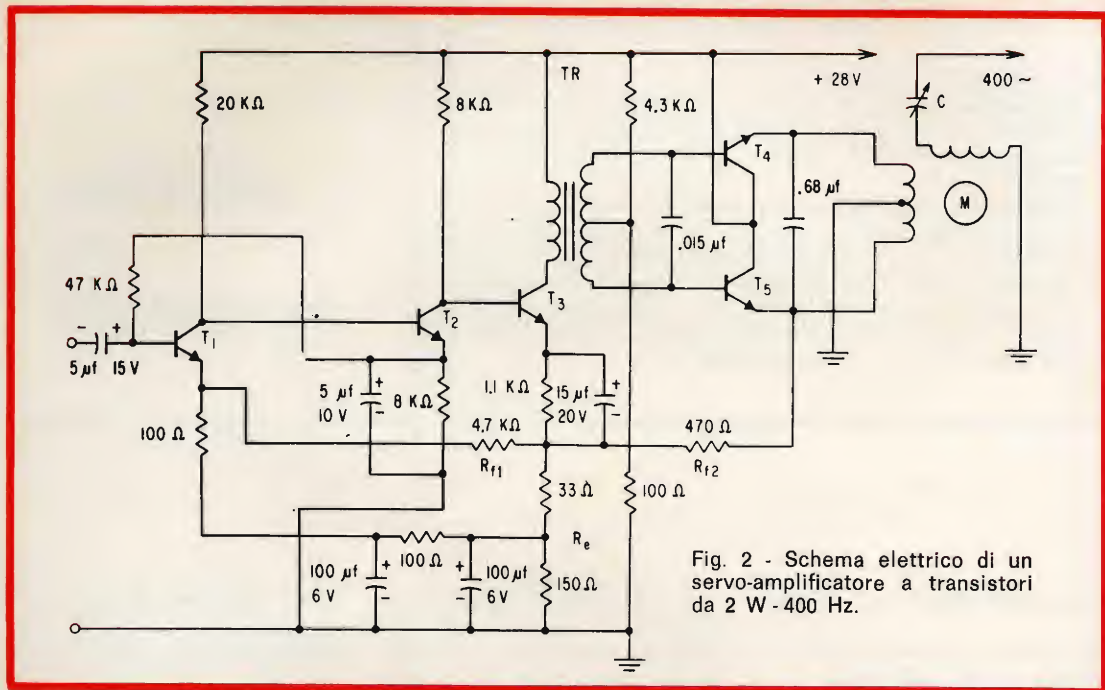 TR
+ 28 V
400 ~
20 KΩ
8 KΩ
4.3 KΩ
C
T4
.68 µf
M
47 KΩ
.015 µf
T3
T5
T2
T1
- +
5 µf 15 V
5 µf +
10 V -
8 KΩ
1.1 KΩ
15 µf +
20 V -
100 Ω
4,7 KΩ
470 Ω
Rf1
Rf2
33 Ω
100 Ω
100 Ω
Re
100 µf +
6 V -
+ 100 µf
- 6 V
150 Ω
Fig. 2 - Schema elettrico di un
servo-amplificatore a transistori
da 2 W - 400 Hz.